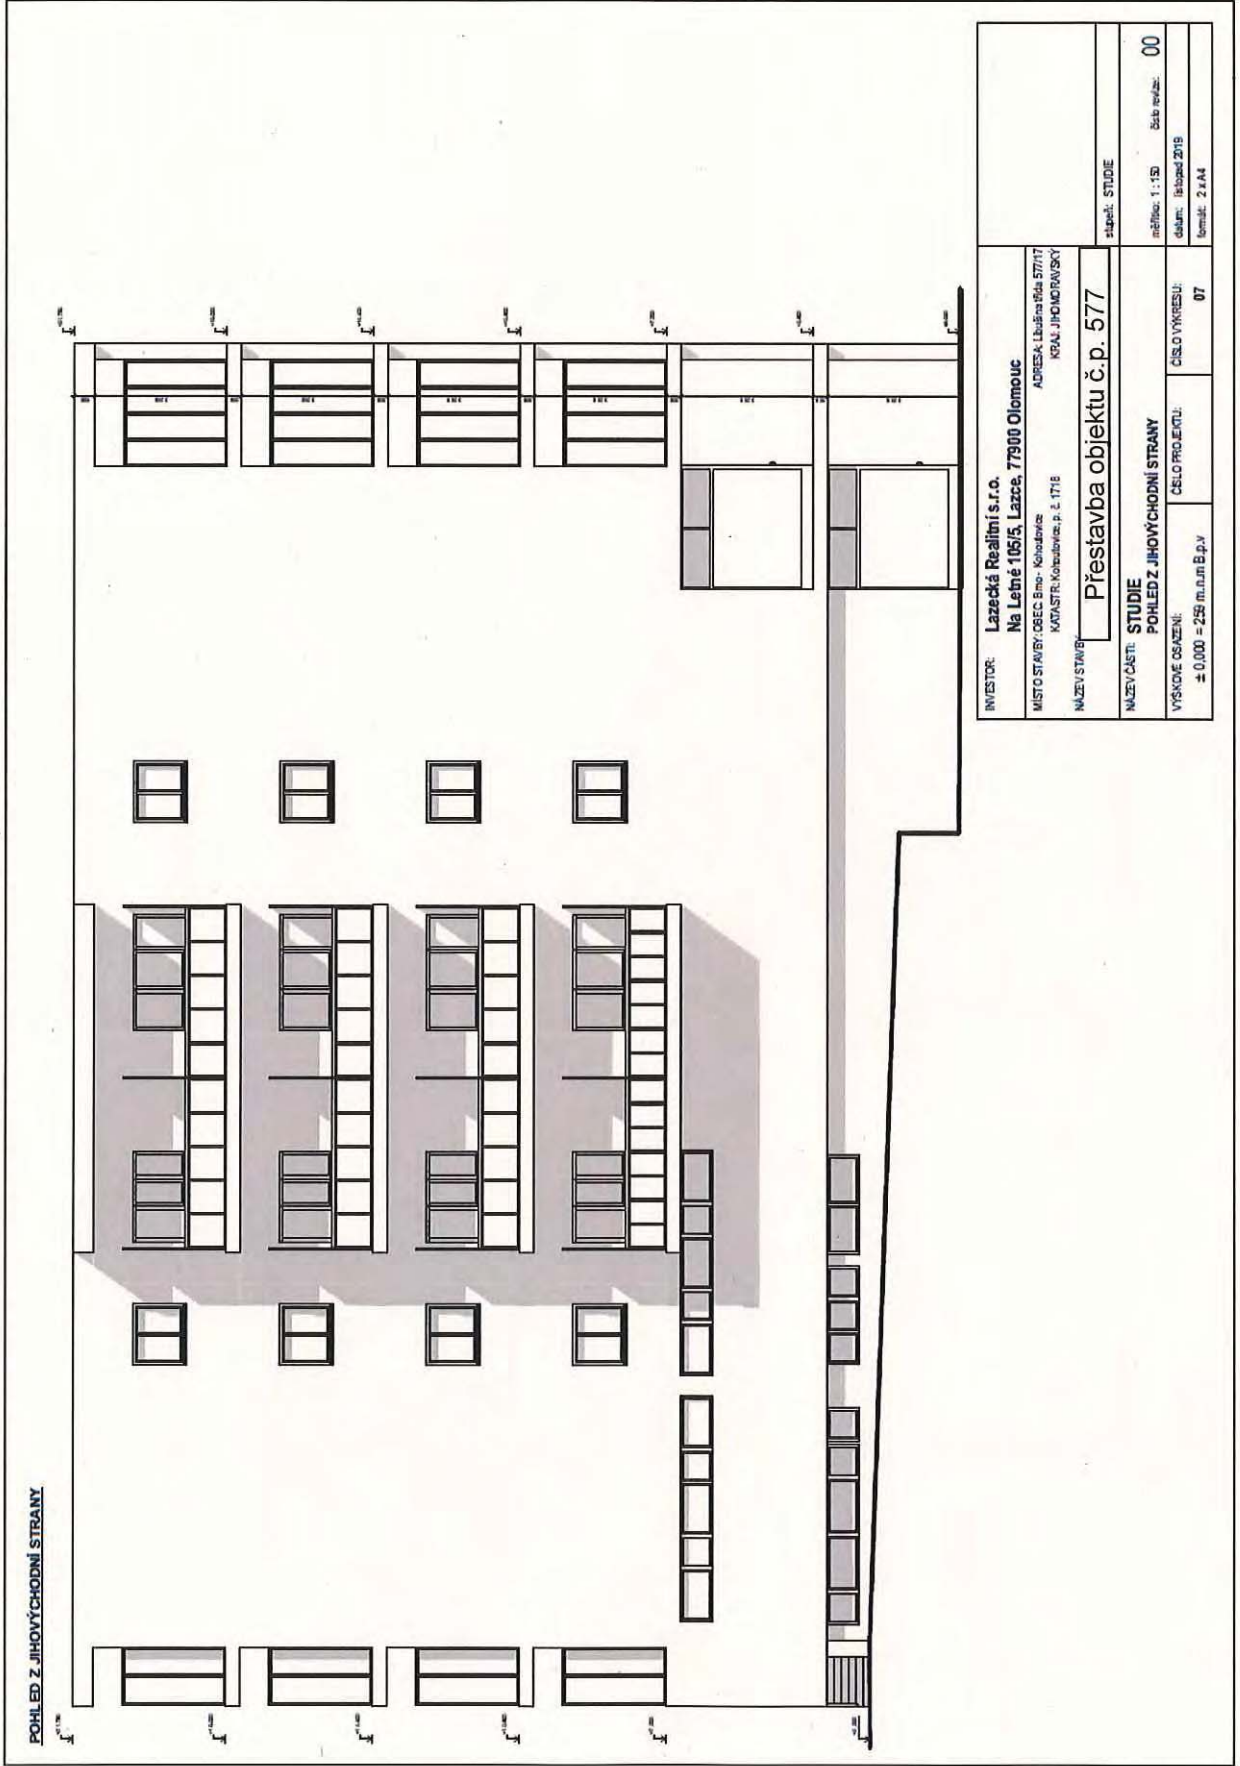 POHLED Z JIHOVÝCHODNÍ STRANY
INVESTOR: Lazecká Realitní s.r.o.
Na Letné 105/5, Lazce, 77900 Olomouc
MÍSTO STAVBY: OBEC: Brno - Kohoutovice
ADRESA: Libušina třída 577/17
KATASTR: Kohoutovice, p. č. 1718
KRAJ: JIHOMORAVSKÝ
NÁZEV STAVBY
Přestavba objektu č.p. 577
stupeň: STUDIE
NÁZEV ČÁSTI: STUDIE
POHLED Z JIHOVÝCHODNÍ STRANY
měřítko: 1 : 150
číslo revize: 00
VÝŠKOVÉ OSAZENÍ:
± 0,000 = 259 m.n.m B.p.v
ČÍSLO PROJEKTU:
ČÍSLO VÝKRESU:
07
datum: listopad 2019
formát: 2 x A4